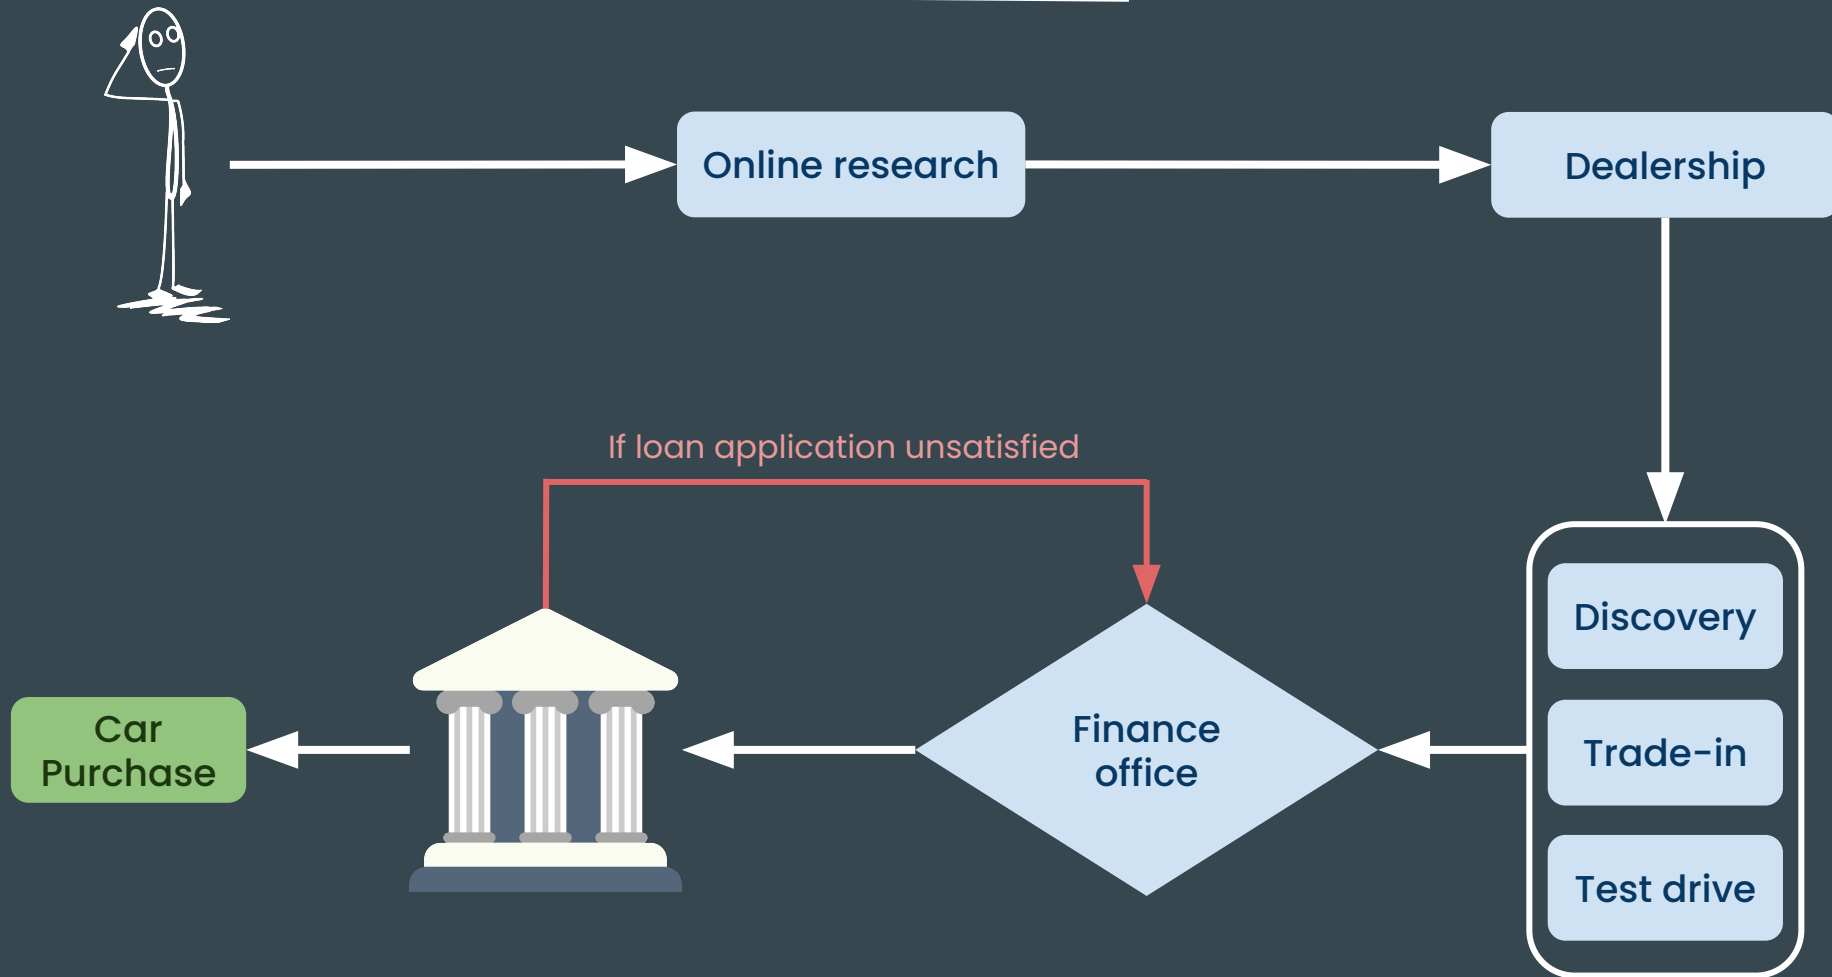 Online research
Dealership
If loan application unsatisfied
Discovery
Trade-in
Test drive
Finance
office
Car
Purchase